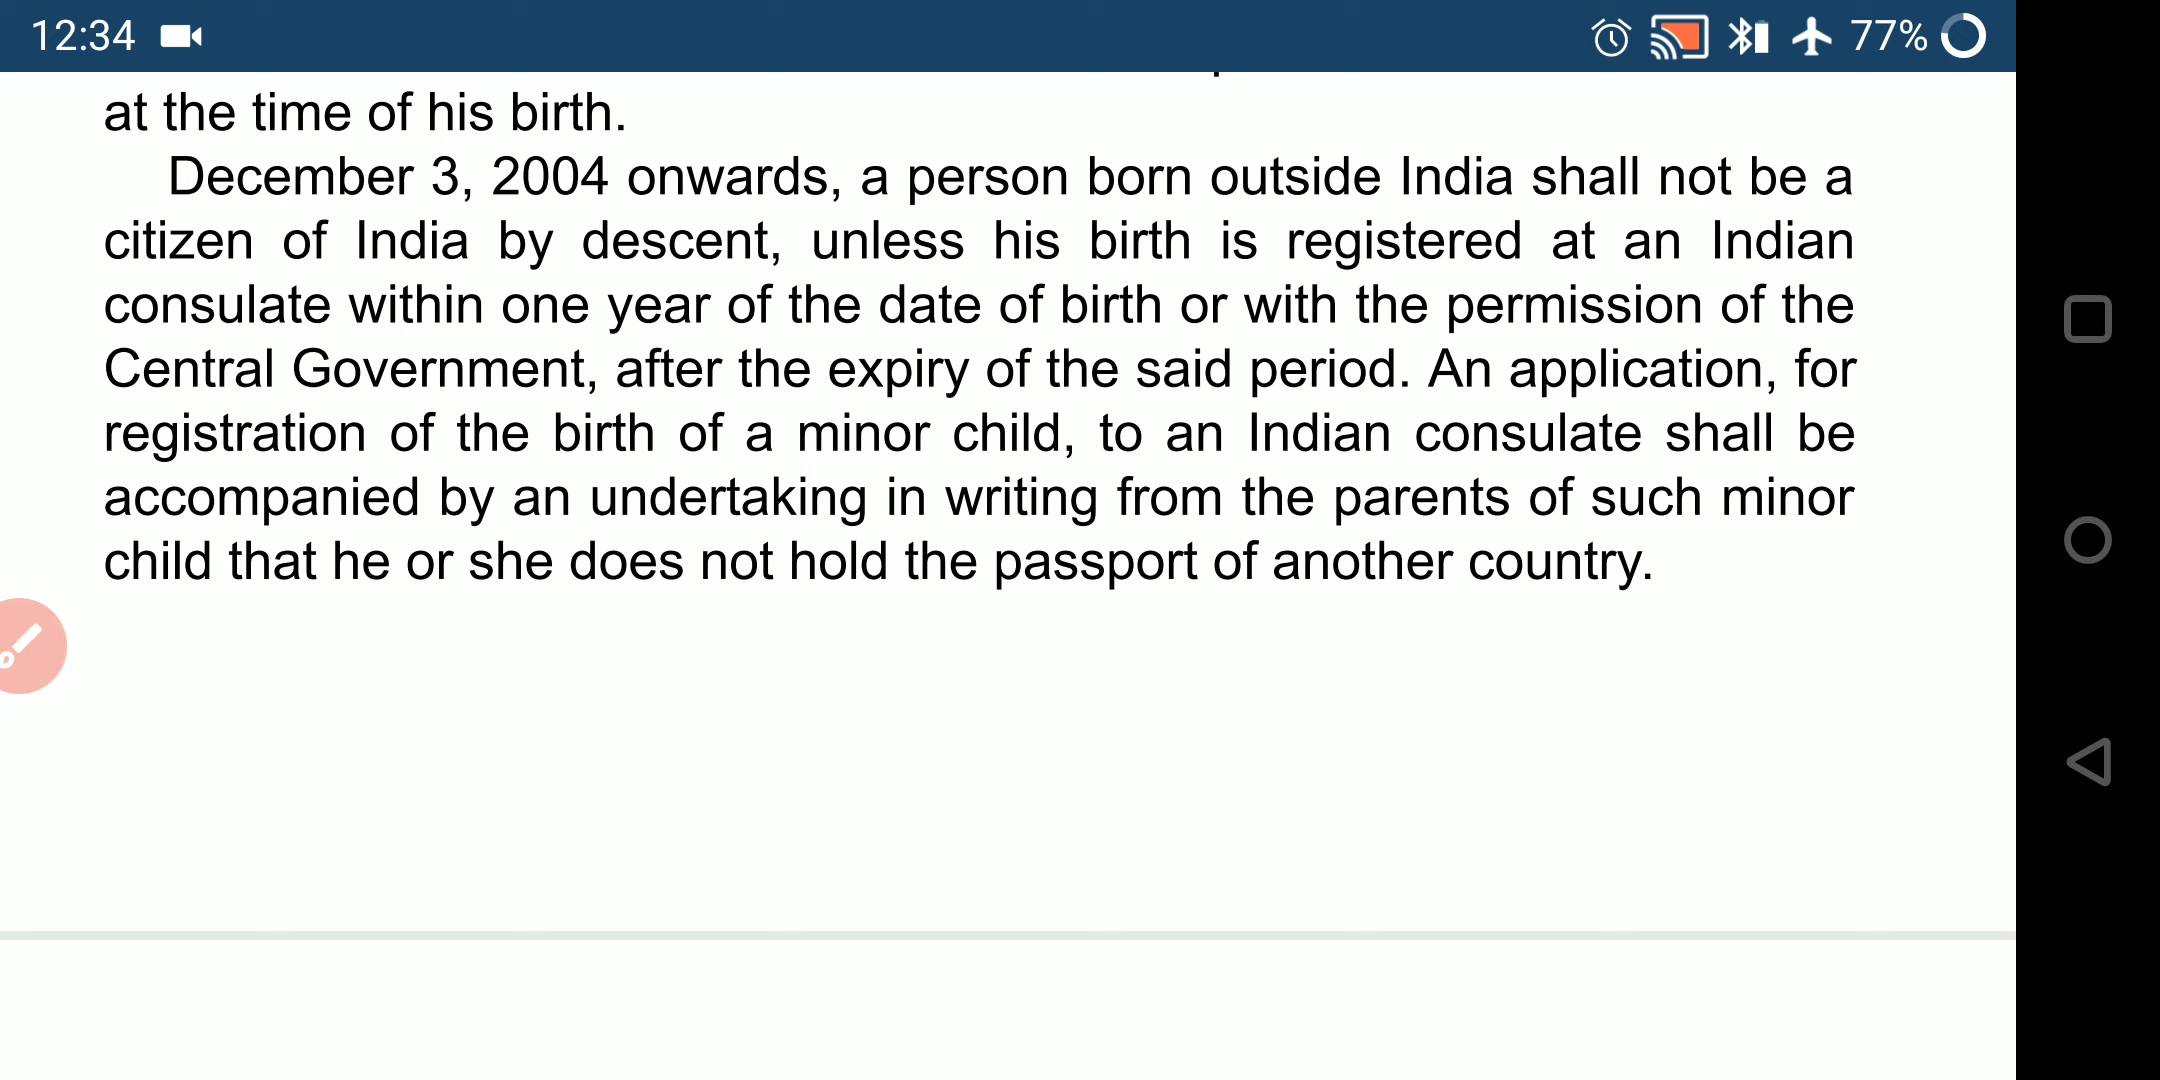 12:34
77%
at the time of his birth.
December 3, 2004 onwards, a person born outside India shall not be a
citizen of India by descent, unless his birth is registered at an Indian
consulate within one year of the date of birth or with the permission of the
Central Government, after the expiry of the said period. An application, for
registration of the birth of a minor child, to an Indian consulate shall be
accompanied by an undertaking in writing from the parents of such minor
child that he or she does not hold the passport of another country.